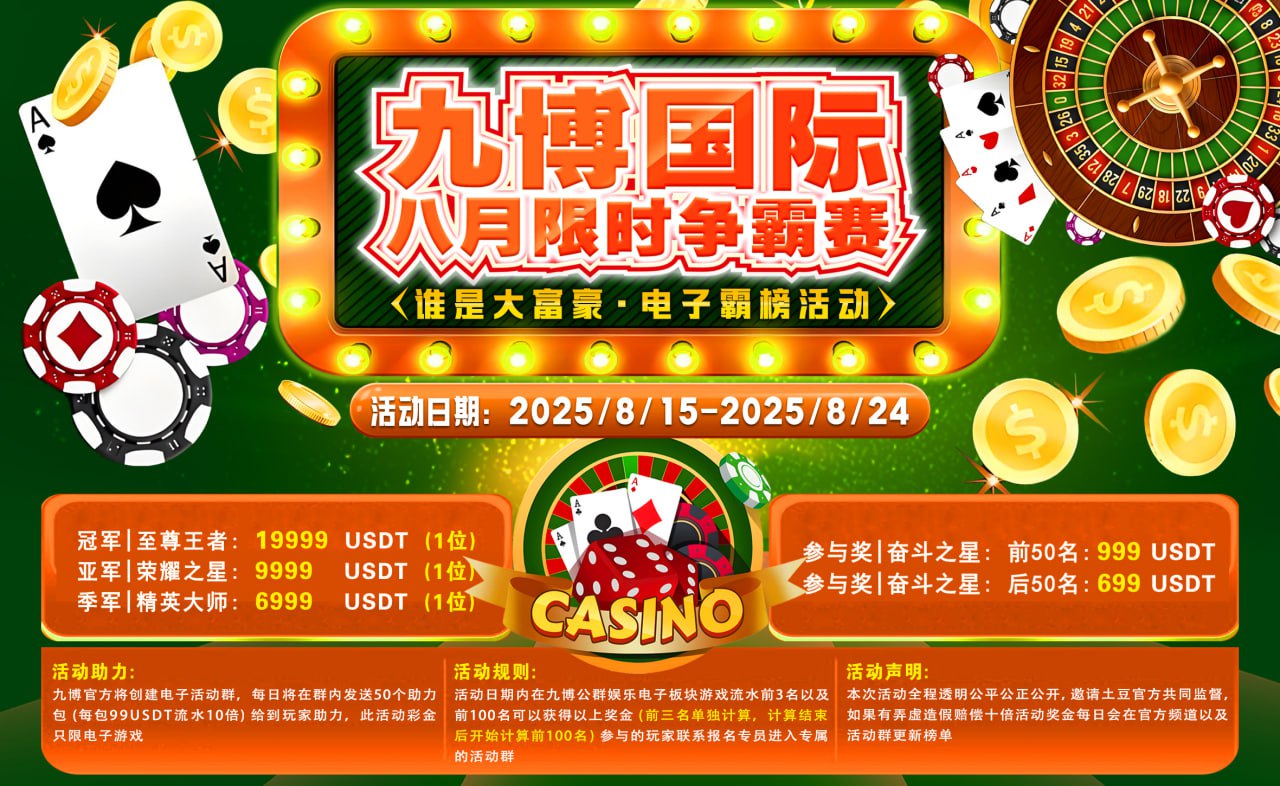 九博国际
八月限时争霸赛
〈谁是大富豪·电子霸榜活动〉
活动日期：2025/8/15-2025/8/24
冠军|至尊王者：19999 USDT (1位)
亚军|荣耀之星：9999 USDT (1位)
季军|精英大师：6999 USDT (1位)
参与奖|奋斗之星：前50名：999 USDT
参与奖|奋斗之星：后50名：699 USDT
CASINO
活动助力：
九博官方将创建电子活动群，每日将在群内发送50个助力
包 (每包99USDT流水10倍) 给到玩家助力，此活动彩金
只限电子游戏
活动规则：
活动日期内在九博公群娱乐电子板块游戏流水前3名以及
前100名可以获得以上奖金 (前三名单独计算，计算结束
后开始计算前100名) 参与的玩家联系报名专员进入专属
的活动群
活动声明：
本次活动全程透明公平公正公开, 邀请土豆官方共同监督,
如果有弄虚造假赔偿十倍活动奖金每日会在官方频道以及
活动群更新榜单